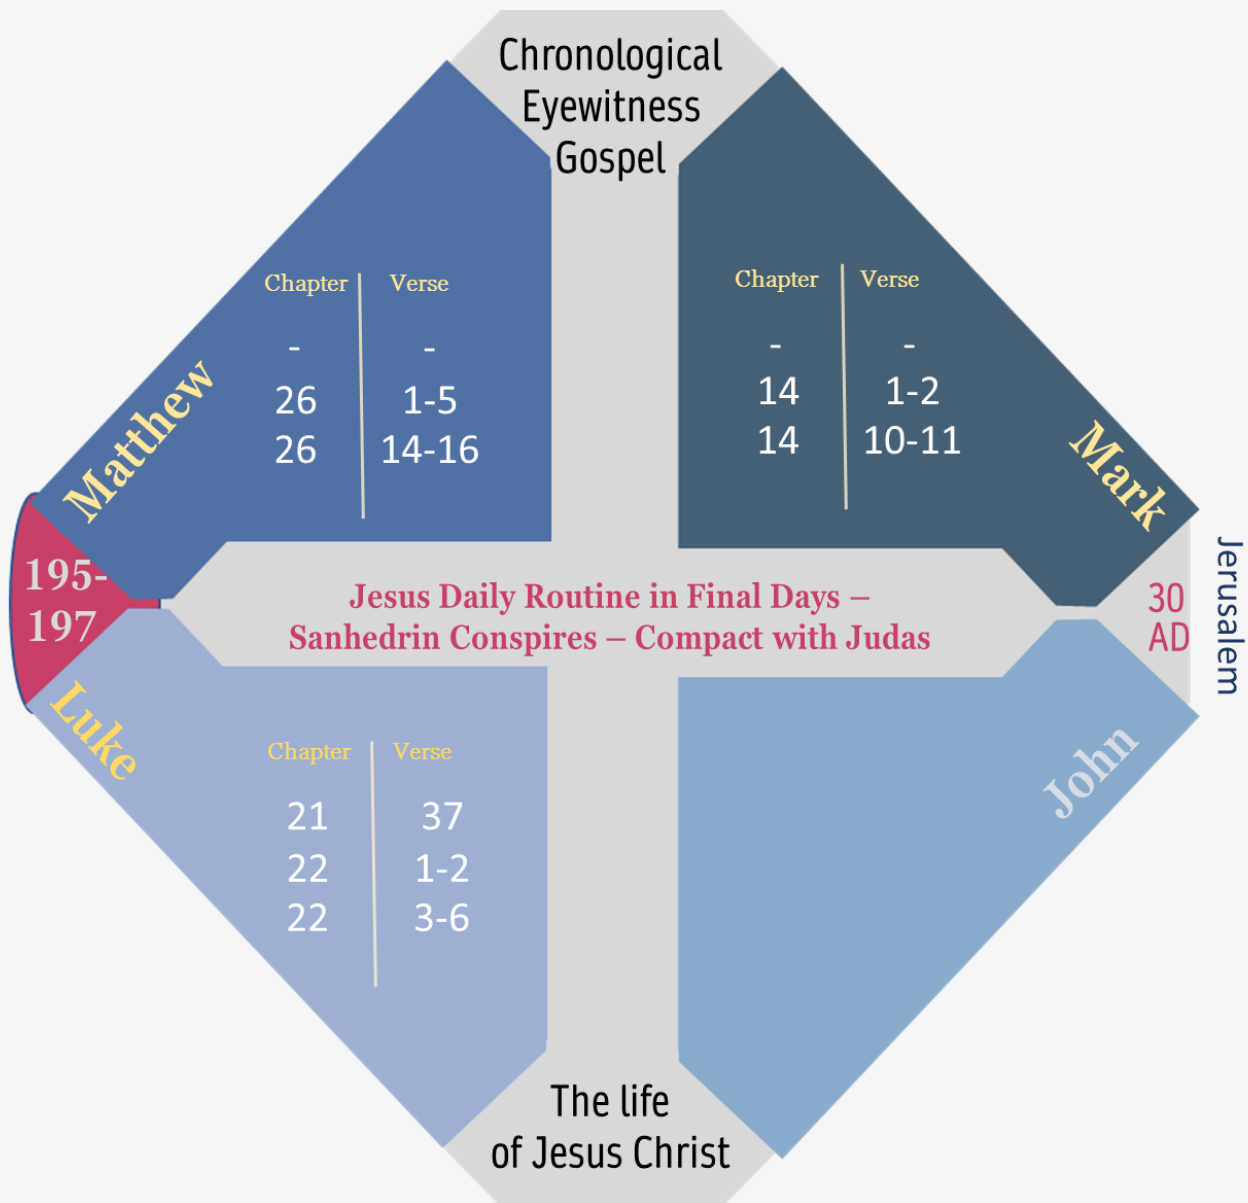 Chronological
Eyewitness
Gospel
Matthew
Chapter Verse
- -
26 1-5
26 14-16
Mark
Chapter Verse
- -
14 1-2
14 10-11
195-
197
Jesus Daily Routine in Final Days –
Sanhedrin Conspires – Compact with Judas
30
AD
Jerusalem
Luke
Chapter Verse
21 37
22 1-2
22 3-6
John
The life
of Jesus Christ